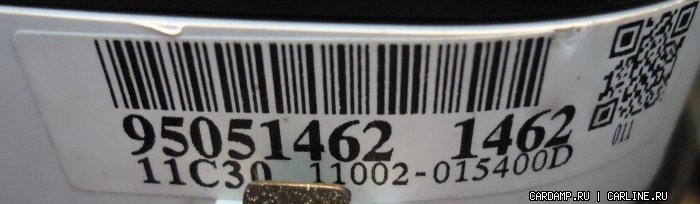 95051462 1462
011
11C30 11002-015400D
CARDAMP.RU | CARLINE.RU